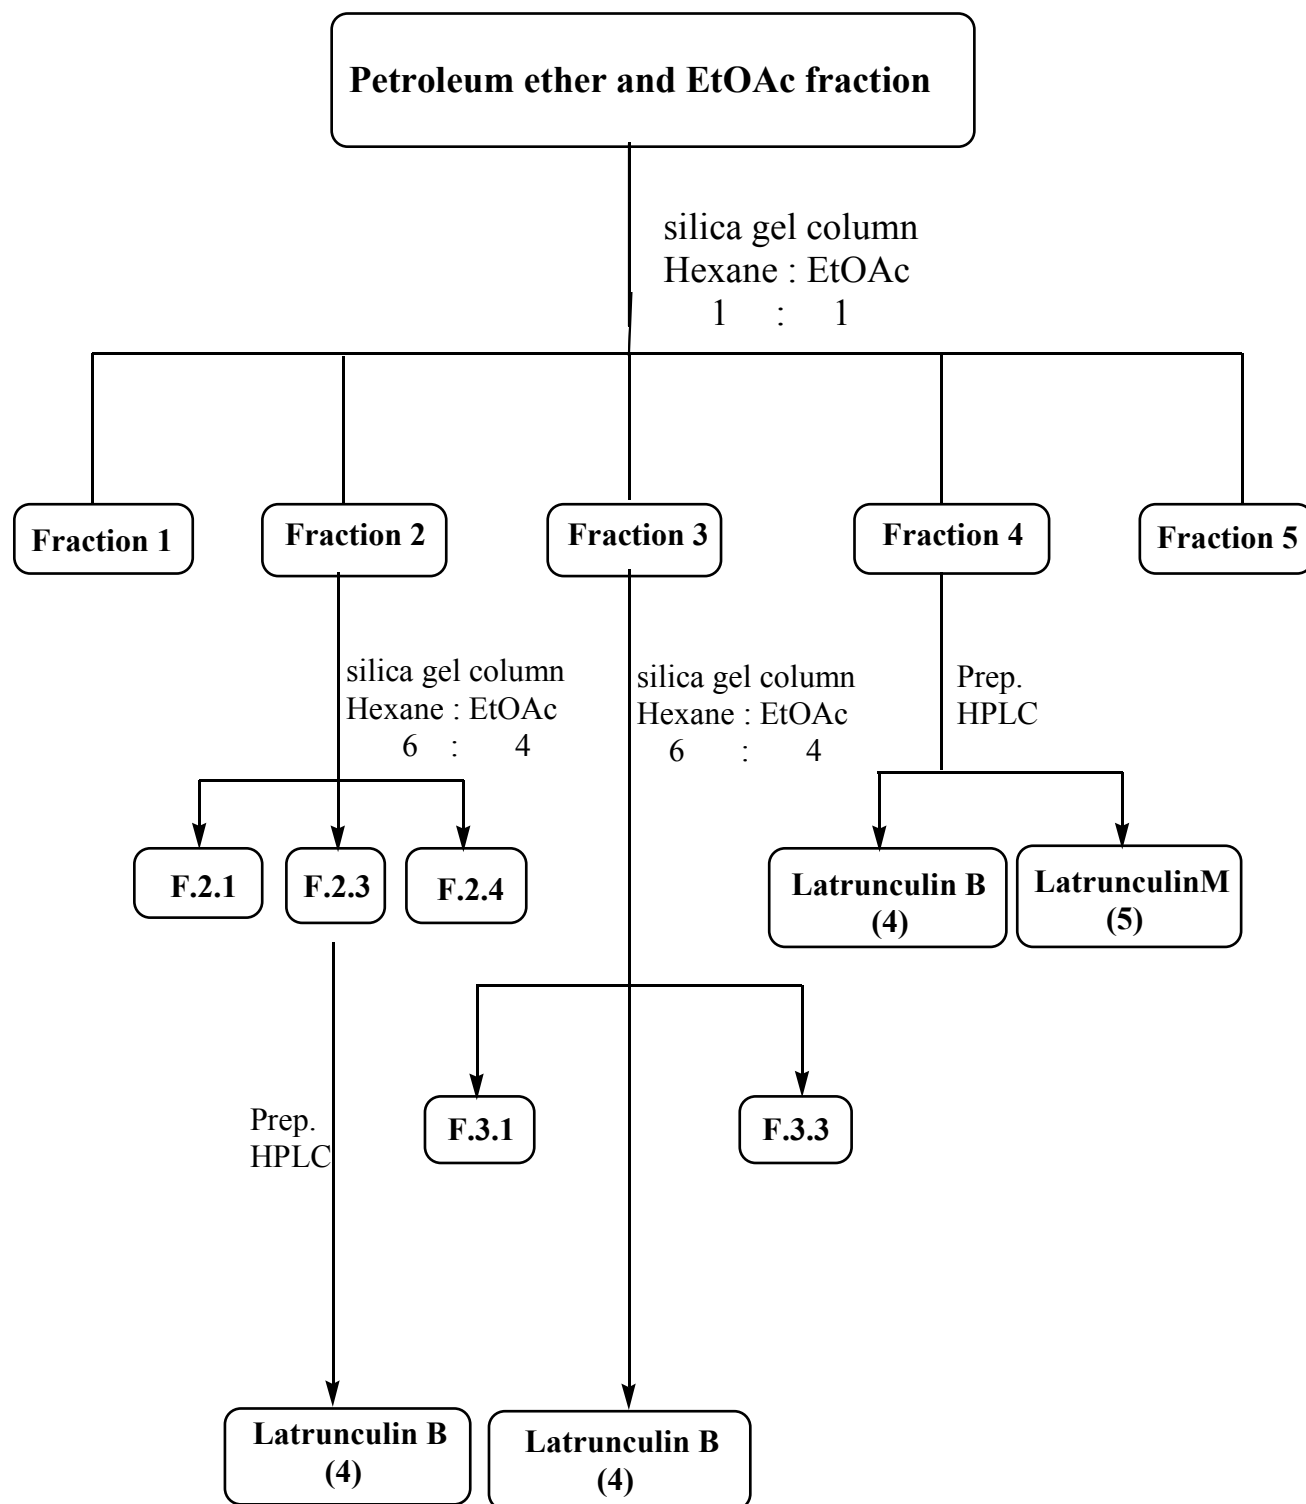 Petroleum ether and EtOAc fraction
silica gel column
Hexane : EtOAc
1 : 1
Fraction 1
Fraction 2
Fraction 3
Fraction 4
Fraction 5
silica gel column
Hexane : EtOAc
6 : 4
silica gel column
Hexane : EtOAc
6 : 4
Prep.
HPLC
F.2.1
F.2.3
F.2.4
Latrunculin B
(4)
LatrunculinM
(5)
Prep.
HPLC
F.3.1
F.3.3
Latrunculin B
(4)
Latrunculin B
(4)